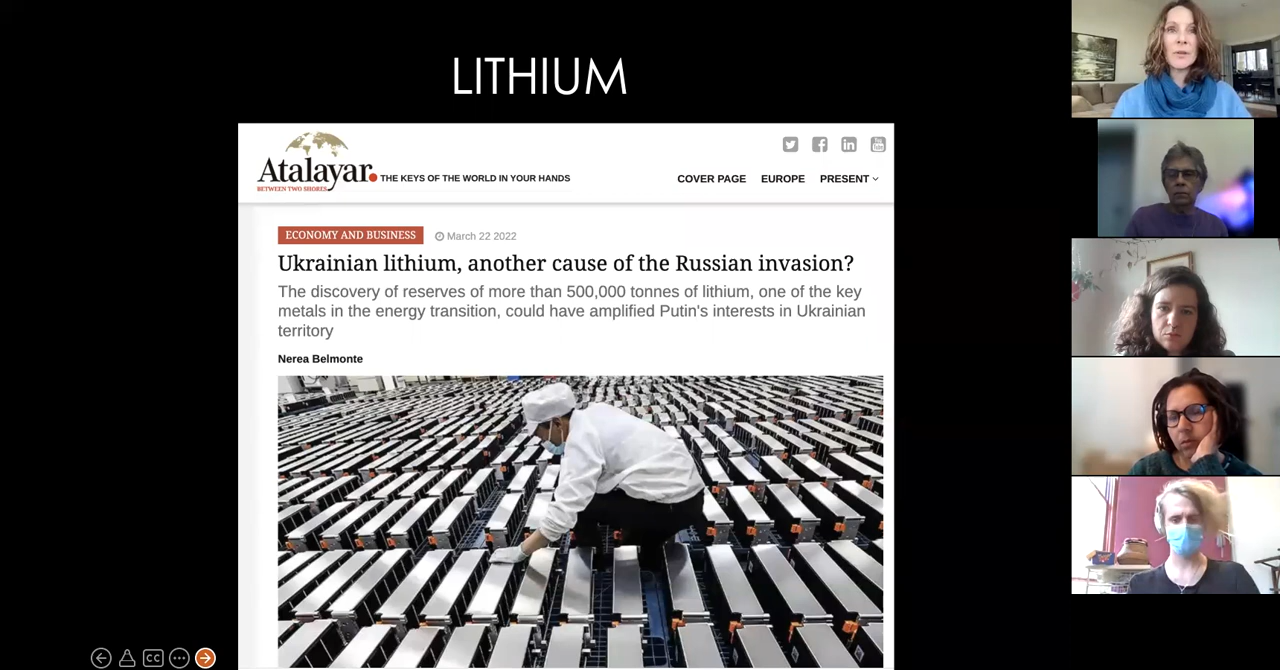 LITHIUM
Atalayar
BETWEEN TWO SHORES
THE KEYS OF THE WORLD IN YOUR HANDS
COVER PAGE EUROPE PRESENT
ECONOMY AND BUSINESS
March 22 2022
Ukrainian lithium, another cause of the Russian invasion?
The discovery of reserves of more than 500,000 tonnes of lithium, one of the key
metals in the energy transition, could have amplified Putin's interests in Ukrainian
territory
Nerea Belmonte
CC